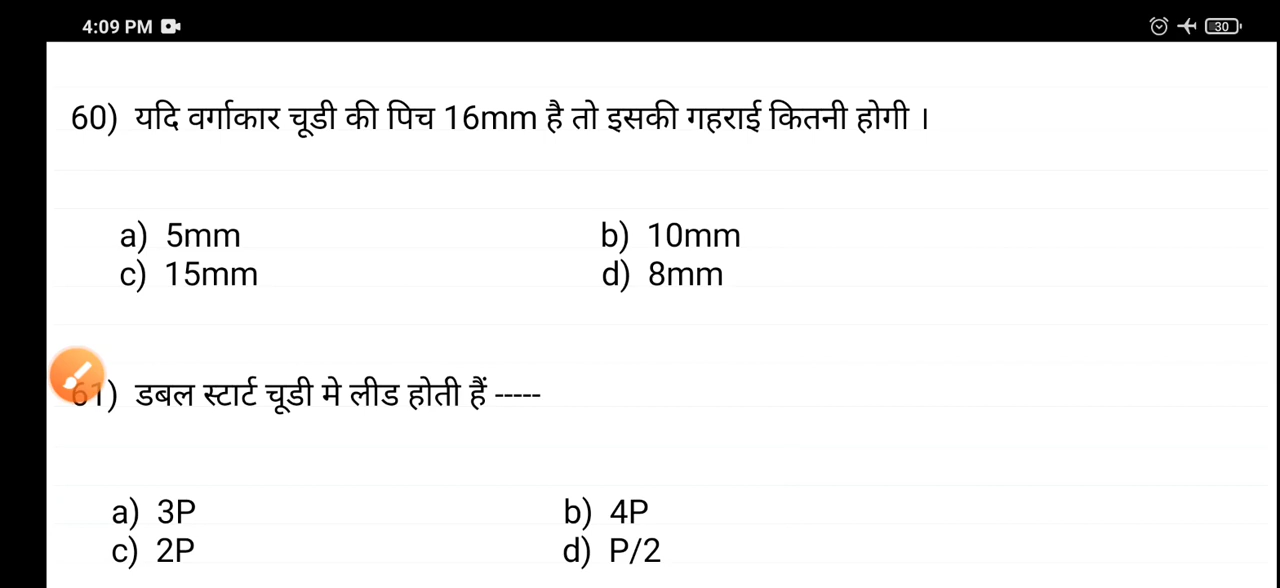 4:09 PM
30
60) यदि वर्गाकार चूडी की पिच 16mm है तो इसकी गहराई कितनी होगी ।
a) 5mm b) 10mm
c) 15mm d) 8mm
61) डबल स्टार्ट चूडी मे लीड होती हैं -----
a) 3P b) 4P
c) 2P d) P/2